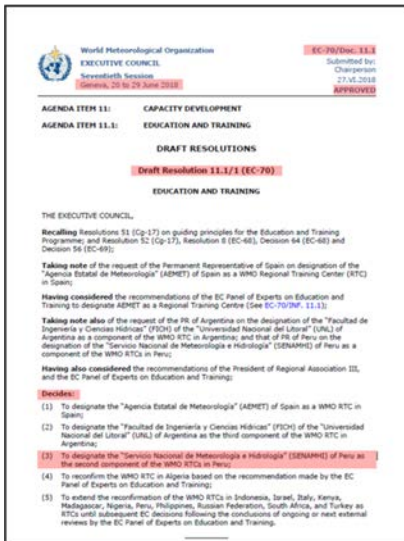 World Meteorological Organization
EC-70/Doc. 11.1
EXECUTIVE COUNCIL
Submitted by:
Chairperson
Seventieth Session
27.VI.2018
Geneva, 20 to 29 June 2018
APPROVED
AGENDA ITEM 11: CAPACITY DEVELOPMENT
AGENDA ITEM 11.1: EDUCATION AND TRAINING
DRAFT RESOLUTIONS
Draft Resolution 11.1/1 (EC-70)
EDUCATION AND TRAINING
THE EXECUTIVE COUNCIL,
Recalling Resolutions 51 (Cg-17) on guiding principles for the Education and Training
Programme; and Resolution 52 (Cg-17), Resolution 8 (EC-68), Decision 64 (EC-68) and
Decision 56 (EC-69);
Taking note of the request of the Permanent Representative of Spain on designation of the
"Agencia Estatal de Meteorología" (AEMET) of Spain as a WMO Regional Training Center (RTC)
in Spain;
Having considered the recommendations of the EC Panel of Experts on Education and
Training to designate AEMET as a Regional Training Centre (See EC-70/INF. 11.1);
Taking note also of the request of the PR of Argentina on the designation of the "Facultad de
Ingeniería y Ciencias Hídricas" (FICH) of the "Universidad Nacional del Litoral" (UNL) of
Argentina as a component of the WMO RTC in Argentina; and that of PR of Peru on the
designation of the "Servicio Nacional de Meteorología e Hidrología" (SENAMHI) of Peru as a
component of the WMO RTCs in Peru;
Having also considered the recommendations of the President of Regional Association III,
and the EC Panel of Experts on Education and Training;
Decides:
(1) To designate the "Agencia Estatal de Meteorología" (AEMET) of Spain as a WMO RTC in
Spain;
(2) To designate the "Facultad de Ingeniería y Ciencias Hídricas" (FICH) of the "Universidad
Nacional del Litoral" (UNL) of Argentina as the third component of the WMO RTC in
Argentina;
(3) To designate the "Servicio Nacional de Meteorología e Hidrología" (SENAMHI) of Peru as
the second component of the WMO RTCs in Peru;
(4) To reconfirm the WMO RTC in Algeria based on the recommendation made by the EC
Panel of Experts on Education and Training;
(5) To extend the reconfirmation of the WMO RTCs in Indonesia, Israel, Italy, Kenya,
Madagascar, Nigeria, Peru, Philippines, Russian Federation, South Africa, and Turkey as
RTCs until subsequent EC decisions following the conclusions of ongoing or next external
reviews by the EC Panel of Experts on Education and Training.